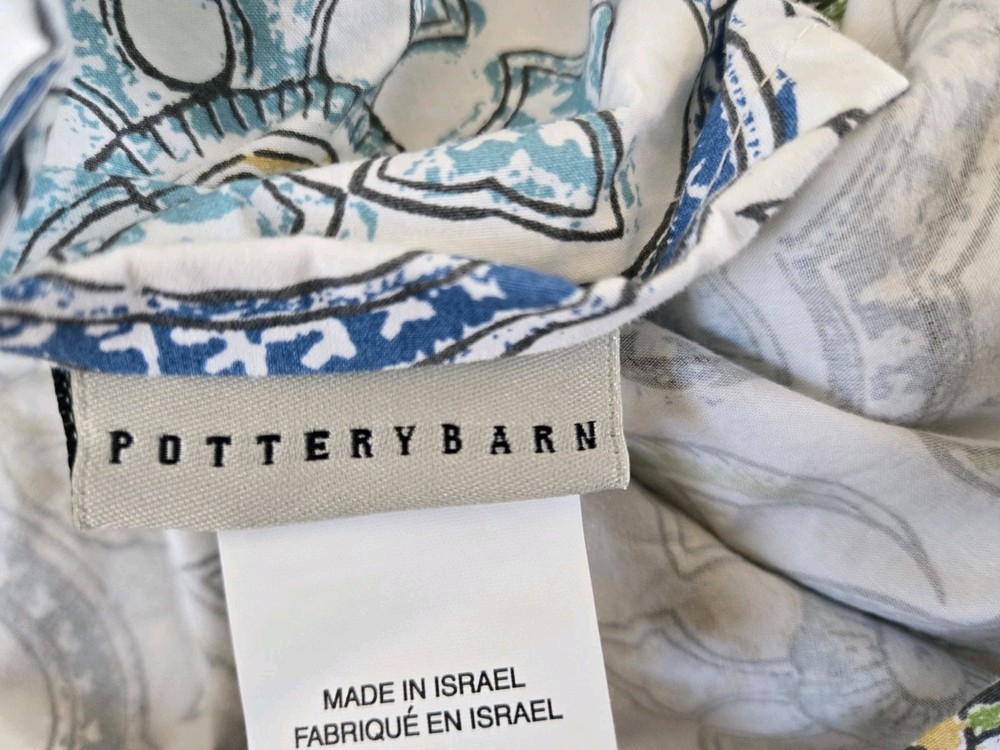 POTTERYBARN
MADE IN ISRAEL
FABRIQUÉ EN ISRAEL